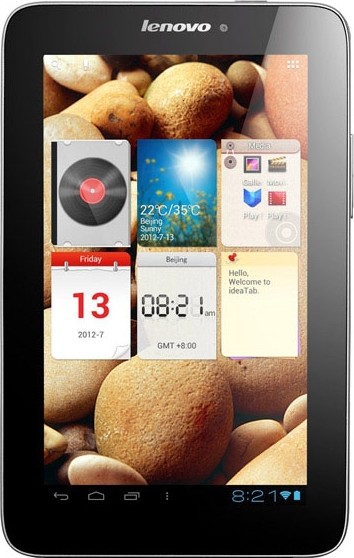 lenovo
Media
22°C/35°C
Beijing
Sunny
2012-7-13
Friday
13
2012-7
Beijing
08:21 am
GMT +8:00
Hello,
Welcome to
ideaTab.
8:21